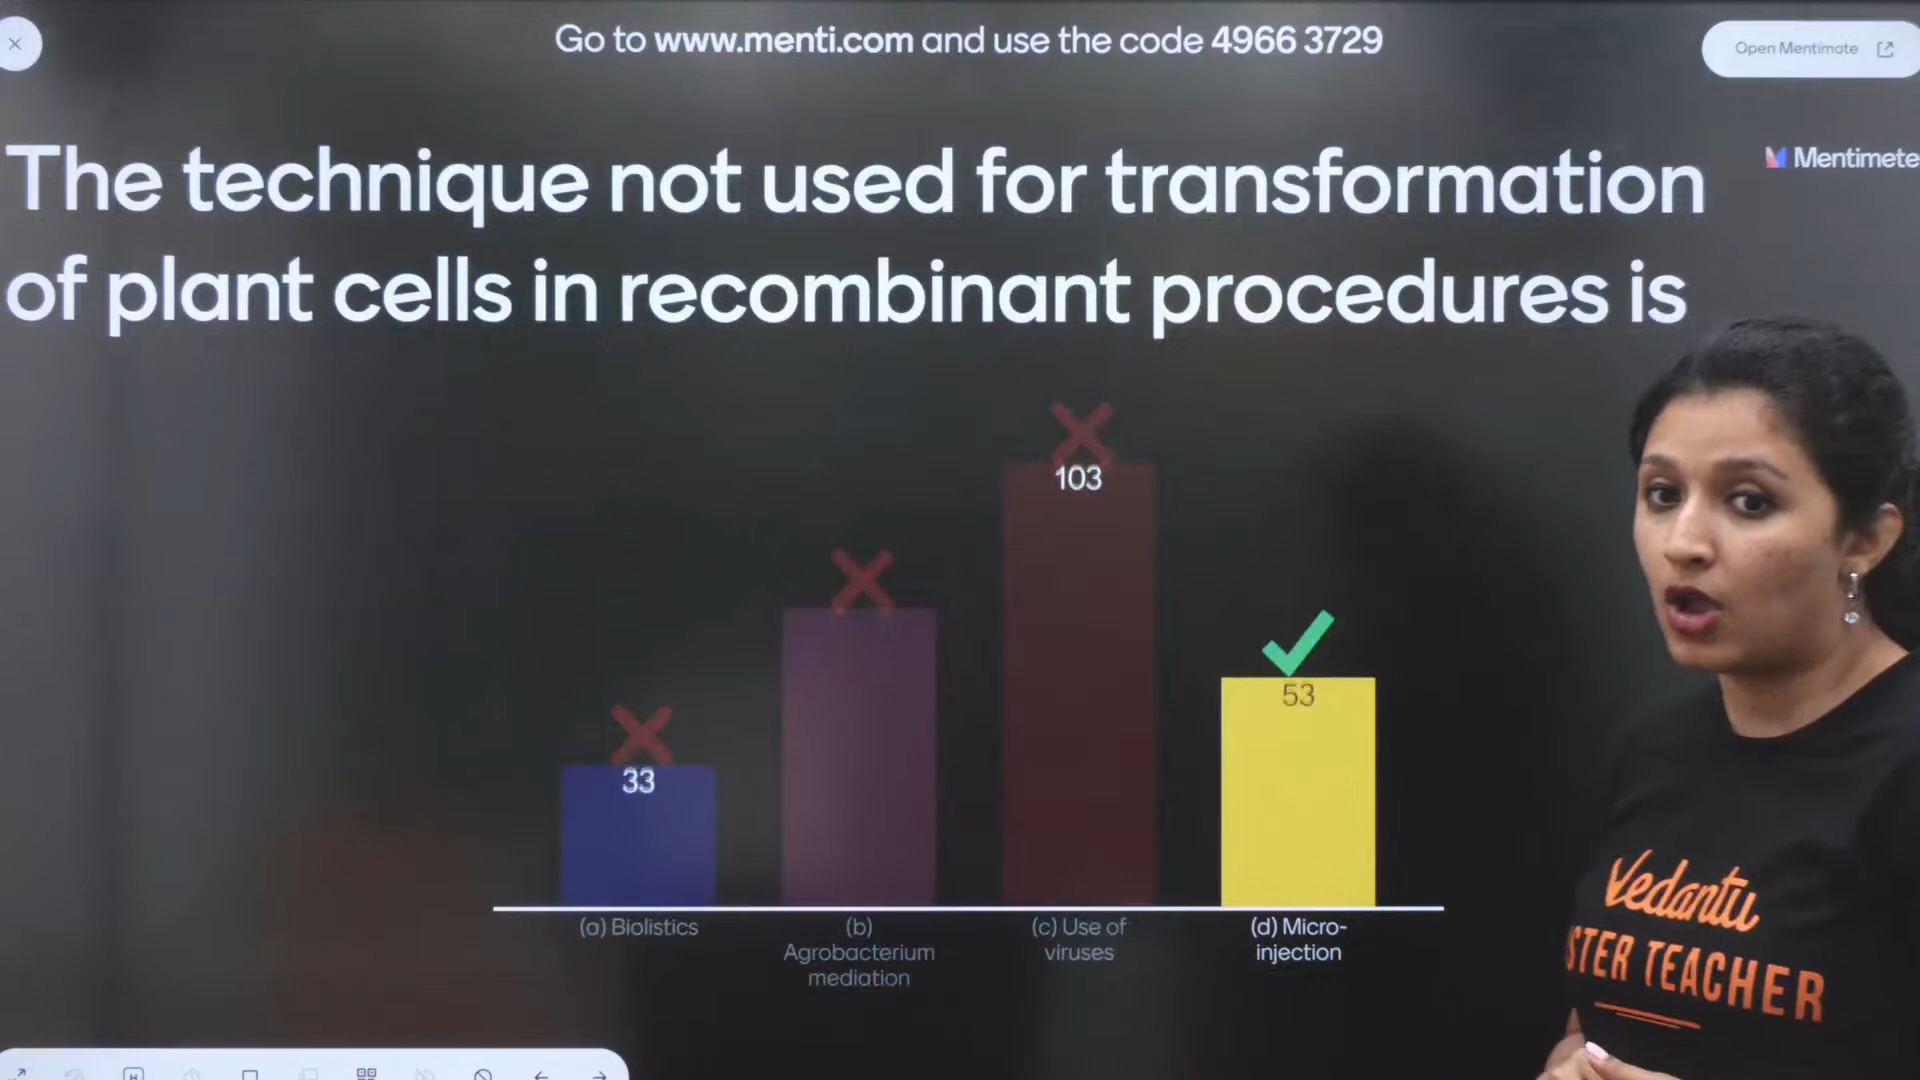 Go to www.menti.com and use the code 4966 3729
Open Mentimote
Mentimete
The technique not used for transformation
of plant cells in recombinant procedures is
103
53
33
(a) Biolistics
(b)
Agrobacterium
mediation
(c) Use of
viruses
(d) Micro-
injection
Vedantu
STER TEACHER
H